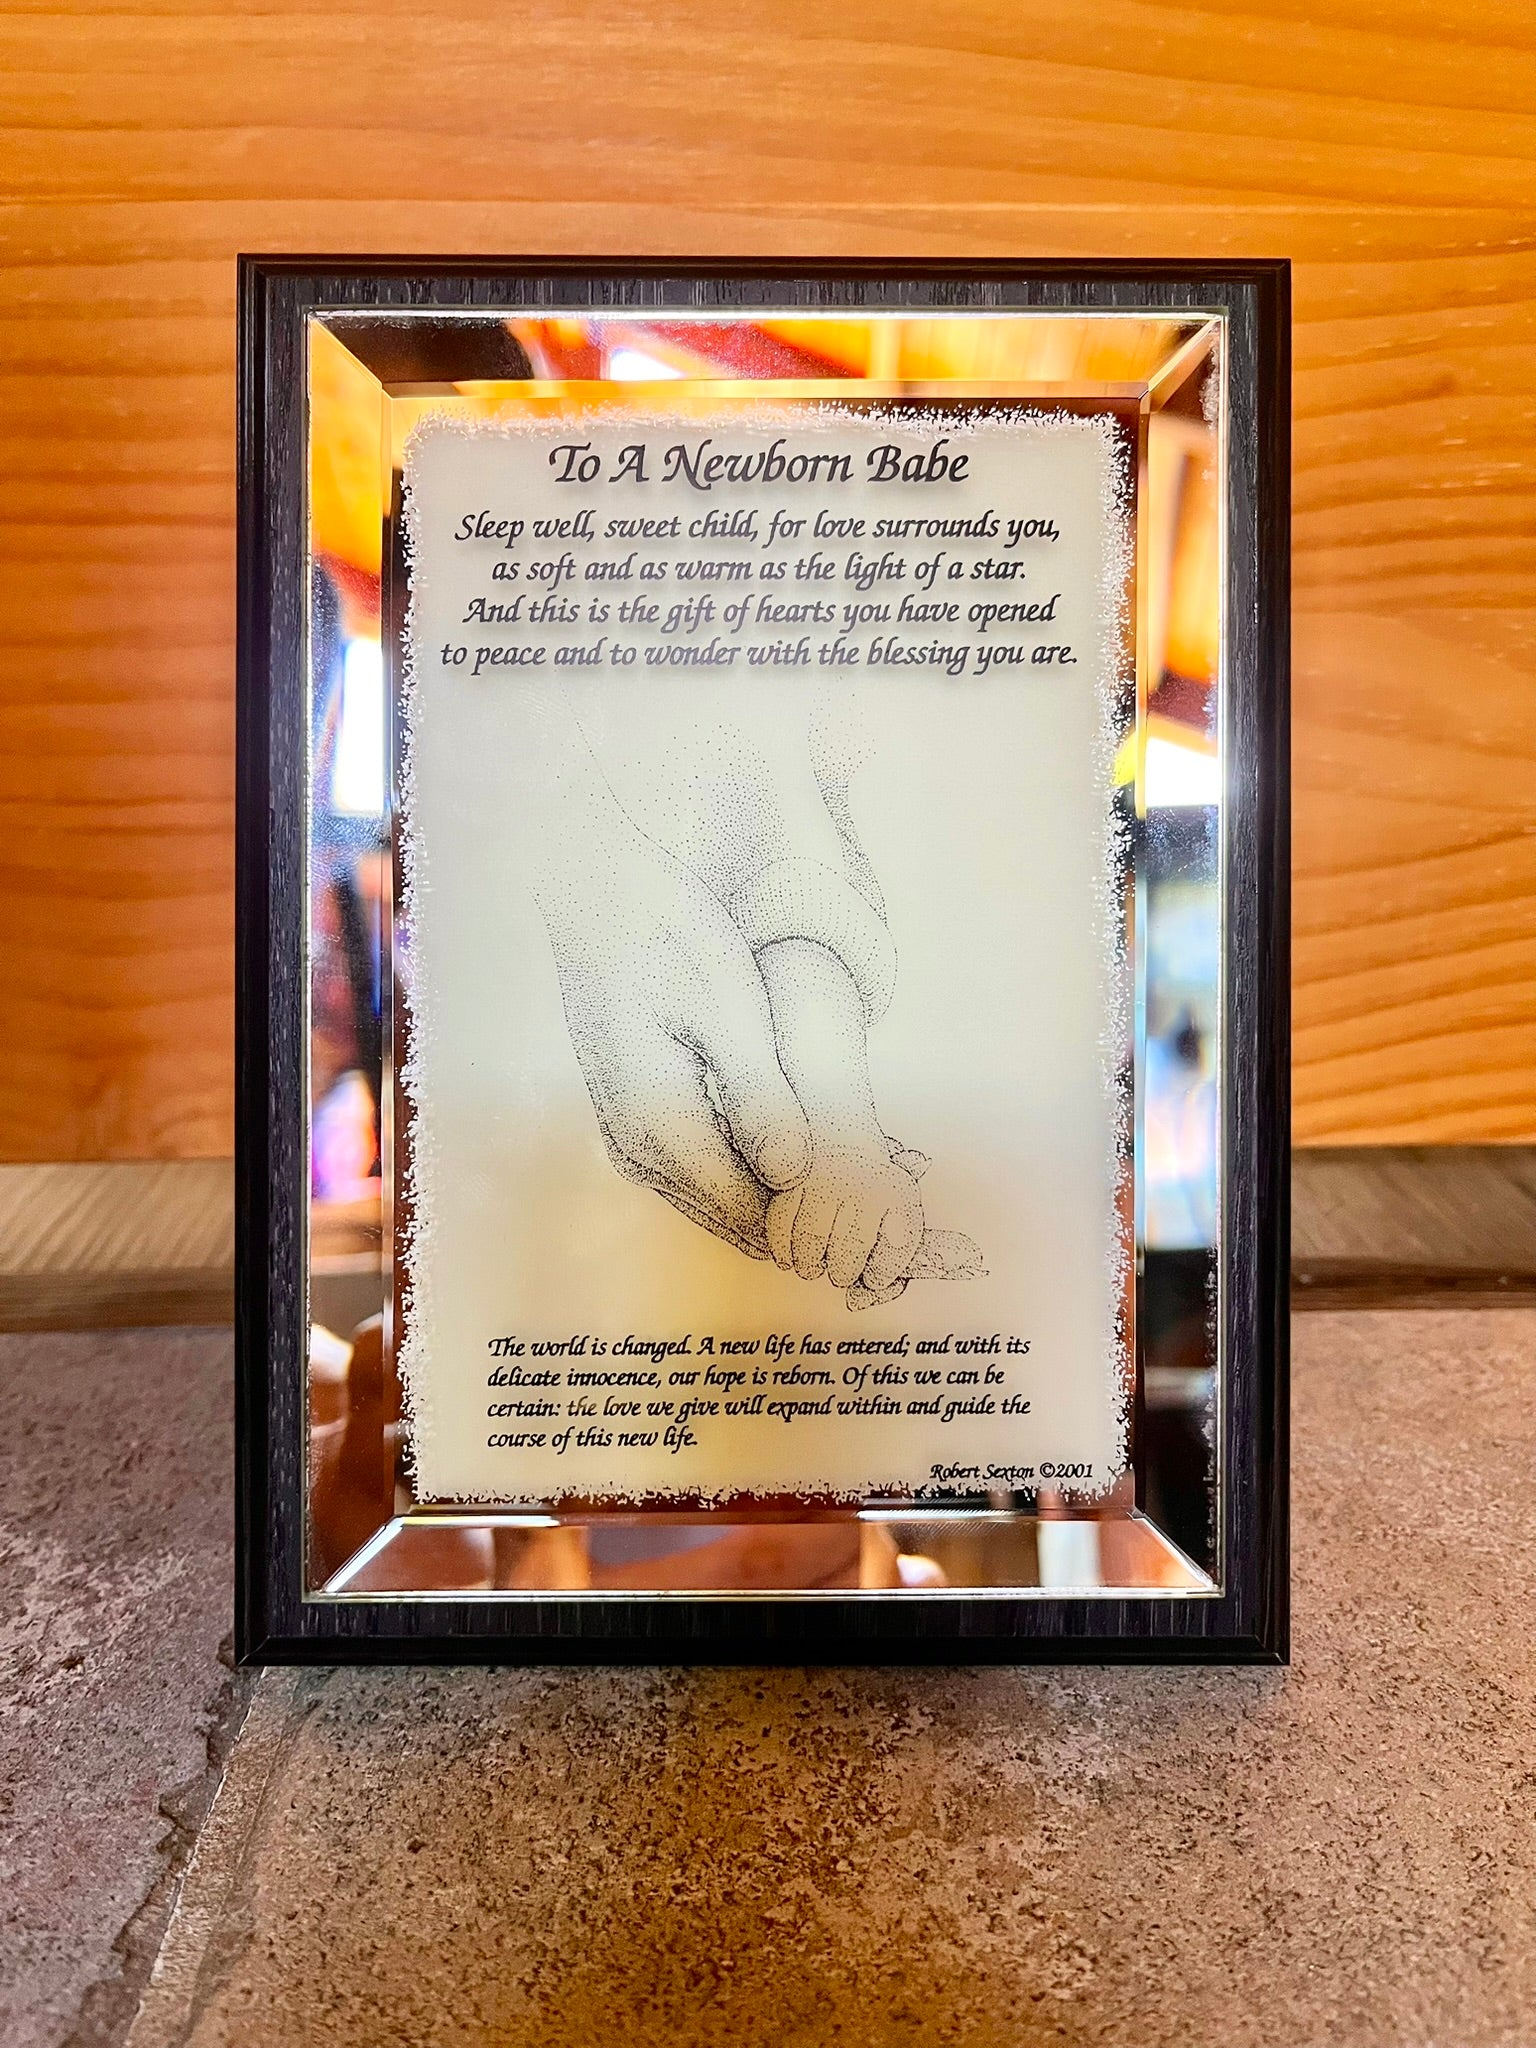 To A Newborn Babe
Sleep well, sweet child, for love surrounds you,
as soft and as warm as the light of a star.
And this is the gift of hearts you have opened
to peace and to wonder with the blessing you are.
The world is changed. A new life has entered; and with its
delicate innocence, our hope is reborn. Of this we can be
certain: the love we give will expand within and guide the
course of this new life.
Robert Sexton ©2001